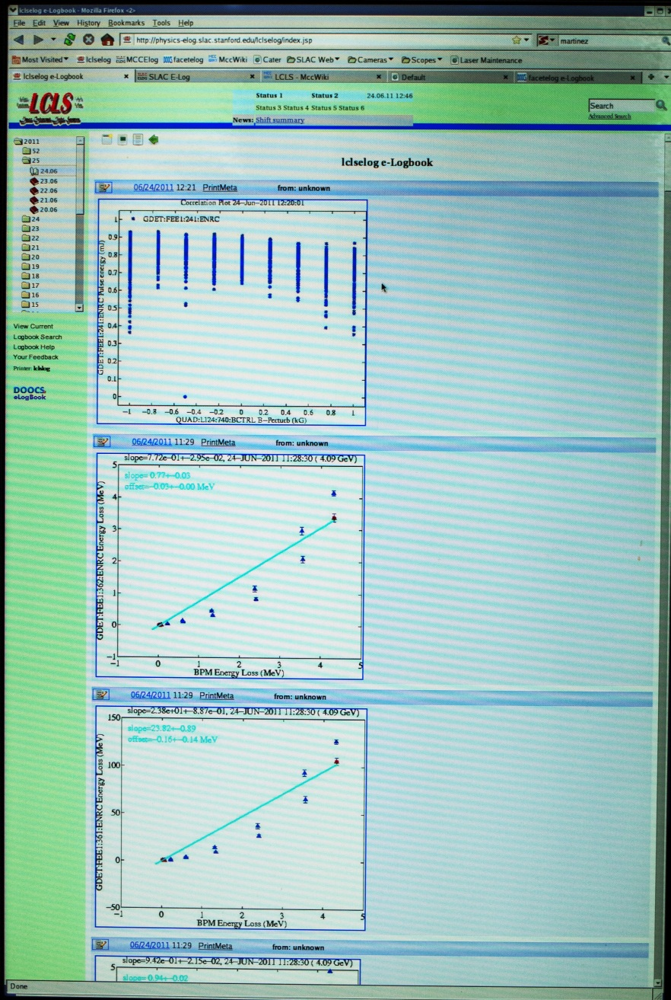 lclselog e-Logbook - Mozilla Firefox <2>
File Edit View History Bookmarks Tools Help
http://physics-elog.slac.stanford.edu/lclselog/index.jsp
martinez
Most Visited lclselog MCCElog facetelog MccWiki Cater SLAC Web Cameras Scopes Laser Maintenance
lclselog e-Logbook SLAC E-Log LCLS - MccWiki Default facetelog e-Logbook
LCLS
Status 1 Status 2 24.06.11 12:46
Status 3 Status 4 Status 5 Status 6
News: Shift summary
Search
Advanced Search
2011
52
25
24.06
23.06
22.06
21.06
20.06
24
23
22
21
20
19
18
17
16
15
View Current
Logbook Search
Logbook Help
Your Feedback
Printer: lclslog
DOOCS
eLogBook
lclselog e-Logbook
06/24/2011 12:21 PrintMeta from: unknown
Correlation Plot 24-Jun-2011 12:20:01
GDET:FEE1:241:ENRC
GDET:FEE1:241:ENRC Pulse energy (mJ)
1
0.9
0.8
0.7
0.6
0.5
0.4
0.3
0.2
0.1
0
-1 -0.8 -0.6 -0.4 -0.2 0 0.2 0.4 0.6 0.8 1
QUAD:LI24:740:BCTRL B-Perturb (kG)
06/24/2011 11:29 PrintMeta from: unknown
slope=7.72e-01+-2.95e-02, 24-JUN-2011 11:28:30 ( 4.09 GeV)
slope= 0.77+-0.03
offset=-0.03+-0.00 MeV
GDET:FEE1:362:ENRC Energy Loss (MeV)
5
4
3
2
1
0
-1
-1 0 1 2 3 4 5
BPM Energy Loss (MeV)
06/24/2011 11:29 PrintMeta from: unknown
slope=2.38e+01+-8.87e-01, 24-JUN-2011 11:28:30 ( 4.09 GeV)
slope=23.82+-0.89
offset=-0.16+-0.14 MeV
GDET:FEE1:361:ENRC Energy Loss (MeV)
150
100
50
0
-50
-1 0 1 2 3 4 5
BPM Energy Loss (MeV)
06/24/2011 11:29 PrintMeta from: unknown
slope=9.42e-01+-2.15e-02, 24-JUN-2011 11:28:30 ( 4.09 GeV)
5
slope= 0.94+-0.02
Done